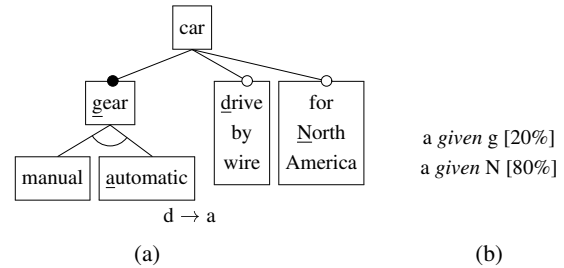 car
gear
drive
by
wire
for
North
America
manual
automatic
d → a
a given g [20%]
a given N [80%]
(a)
(b)